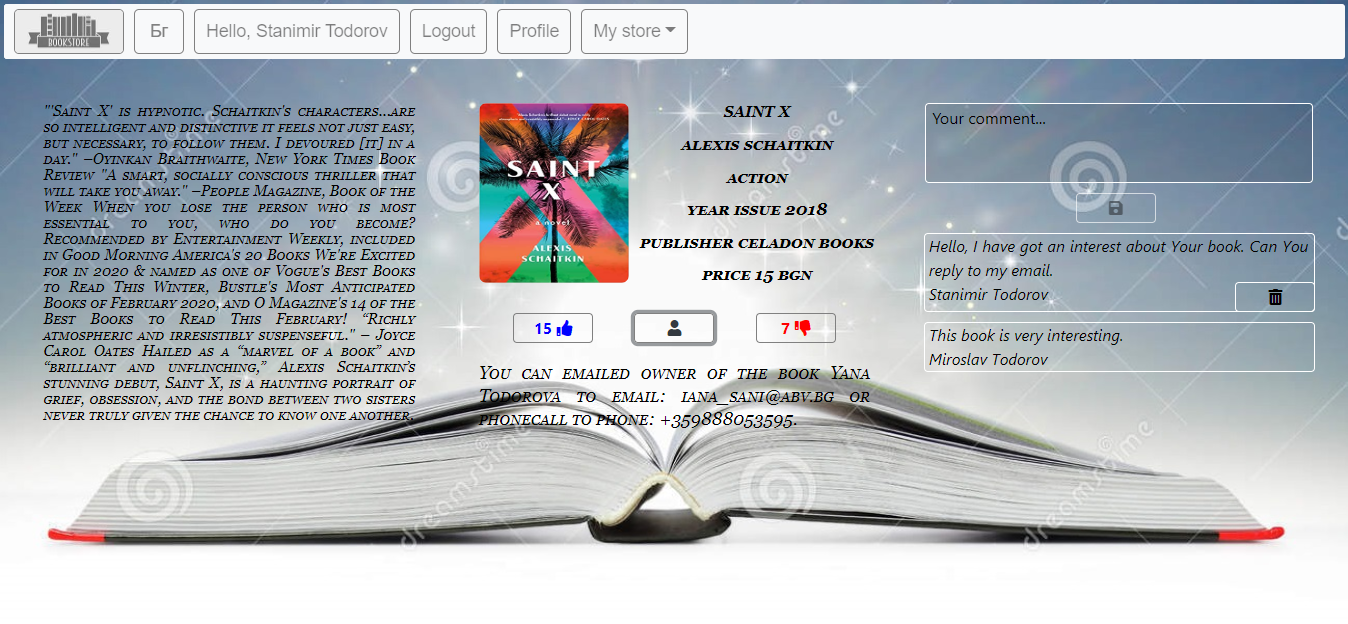 BOOKSTORE
Бг
Hello, Stanimir Todorov
Logout
Profile
My store
"'Saint X' is hypnotic. Schaitkin's characters...are
so intelligent and distinctive it feels not just easy,
but necessary, to follow them. I devoured [it] in a
day." –Oyinkan Braithwaite, New York Times Book
Review "A smart, socially conscious thriller that
will take you away." –People Magazine, Book of the
Week When you lose the person who is most
essential to you, who do you become?
Recommended by Entertainment Weekly, included
in Good Morning America's 20 Books We're Excited
for in 2020 & named as one of Vogue's Best Books
to Read This Winter, Bustle's Most Anticipated
Books of February 2020, and O Magazine's 14 of the
Best Books to Read This February! “Richly
atmospheric and irresistibly suspenseful." – Joyce
Carol Oates Hailed as a “marvel of a book” and
“brilliant and unflinching,” Alexis Schaitkin’s
stunning debut, Saint X, is a haunting portrait of
grief, obsession, and the bond between two sisters
never truly given the chance to know one another.
SAINT
X
a novel
ALEXIS
SCHAITKIN
saint x
alexis schaitkin
action
year issue 2018
publisher celadon books
price 15 bgn
15
7
You can emailed owner of the book Yana
Todorova to email: iana_sani@abv.bg or
phonecall to phone: +359888053595.
Your comment...
Hello, I have got an interest about Your book. Can You
reply to my email.
Stanimir Todorov
This book is very interesting.
Miroslav Todorov
dreamstime
dreamstime
dreamstime
dreamstime